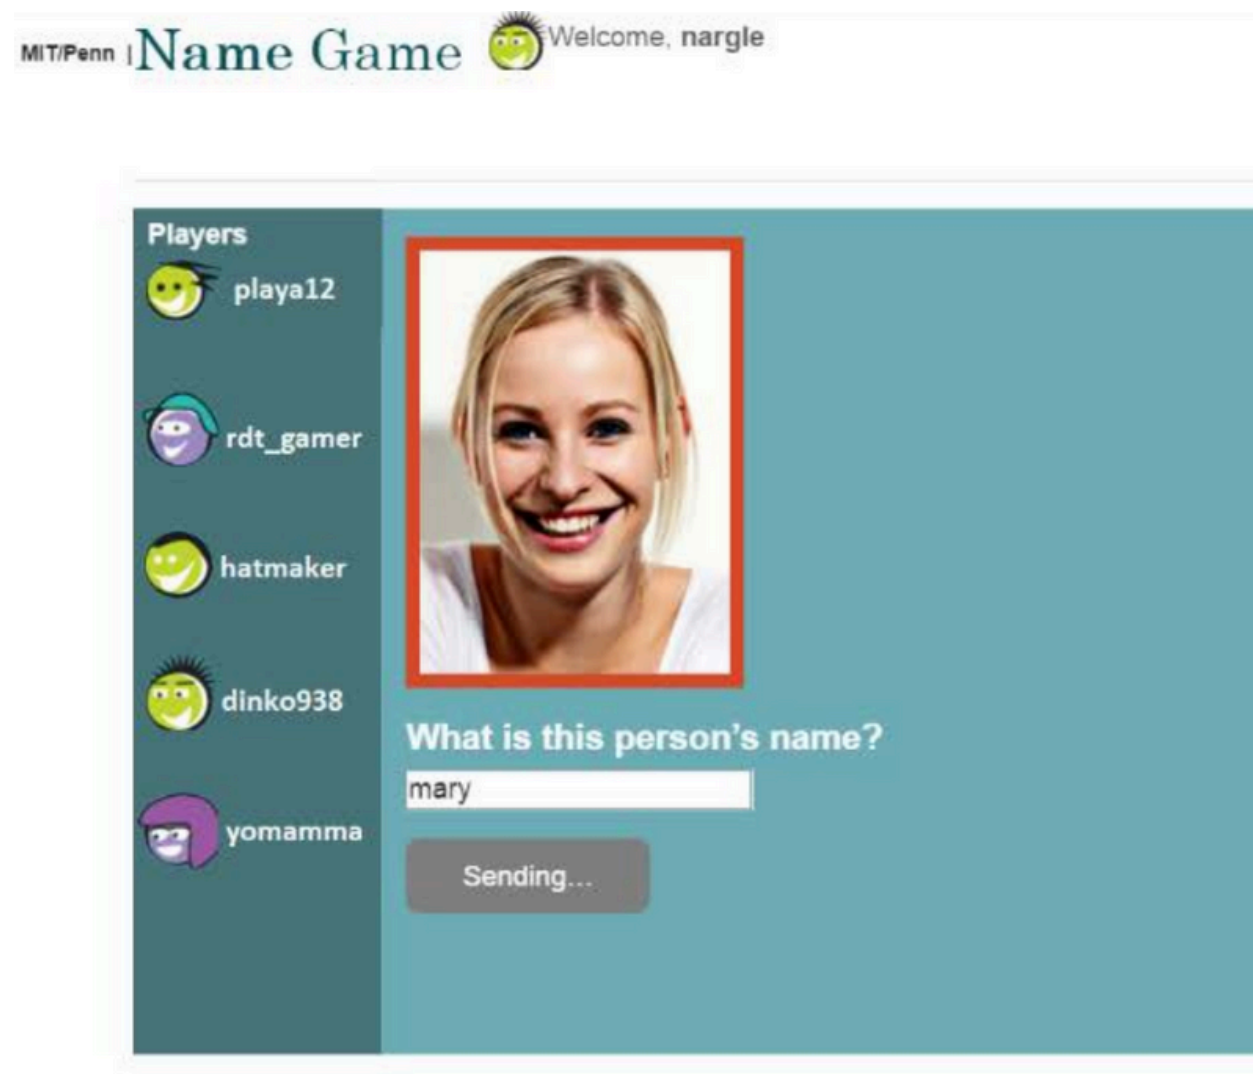 MIT/Penn | Name Game Welcome, nargle
Players
playa12
rdt_gamer
hatmaker
dinko938
yomamma
What is this person's name?
mary
Sending...